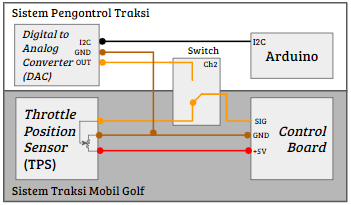 Sistem Pengontrol Traksi
Digital to
Analog
Converter
(DAC)
I2C
GND
OUT
Switch
Ch2
I2C
Arduino
Throttle
Position
Sensor
(TPS)
SIG
GND
+5V
Control
Board
Sistem Traksi Mobil Golf